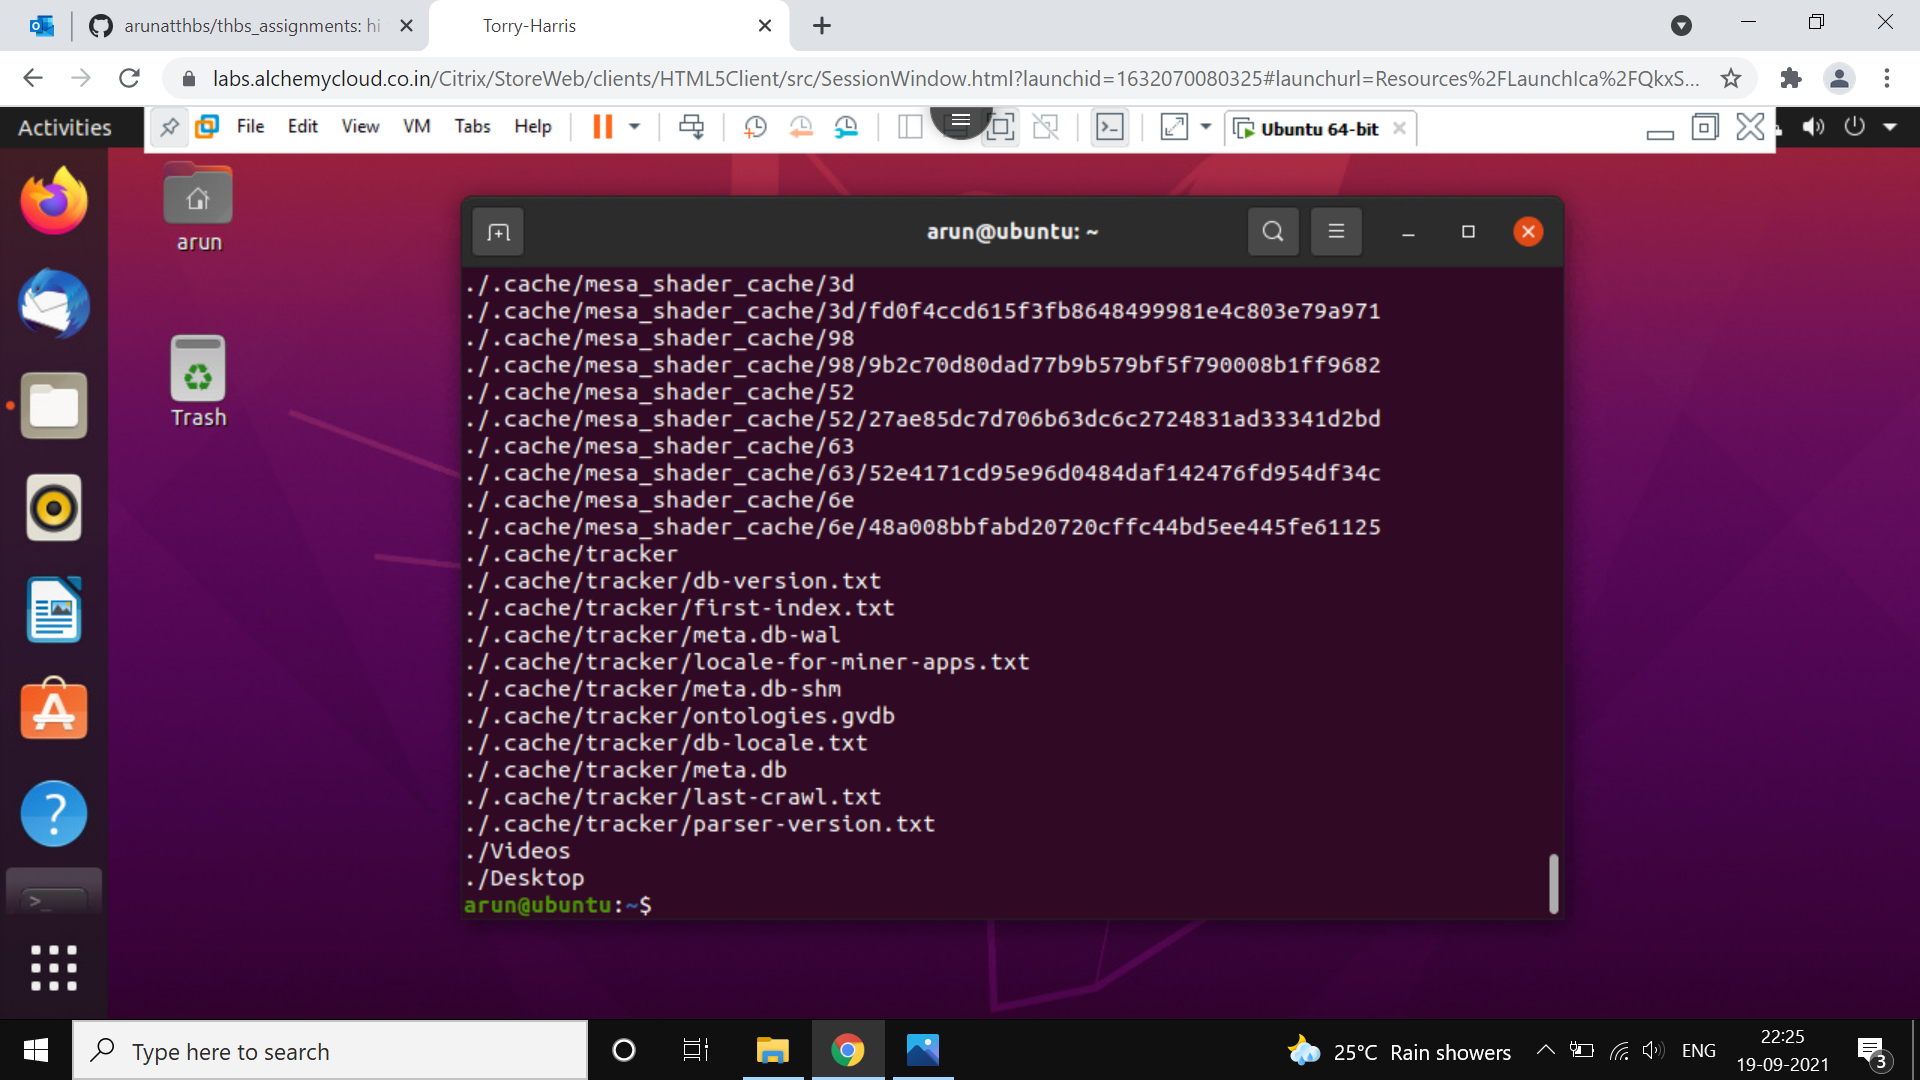 arunatthbs/thbs_assignments: hi
Torry-Harris
labs.alchemycloud.co.in/Citrix/StoreWeb/clients/HTML5Client/src/SessionWindow.html?launchid=1632070080325#launchurl=Resources%2FLaunchIca%2FQkxS...
Activities
File Edit View VM Tabs Help
Ubuntu 64-bit
arun
Trash
arun@ubuntu: ~
./.cache/mesa_shader_cache/3d
./.cache/mesa_shader_cache/3d/fd0f4ccd615f3fb8648499981e4c803e79a971
./.cache/mesa_shader_cache/98
./.cache/mesa_shader_cache/98/9b2c70d80dad77b9b579bf5f790008b1ff9682
./.cache/mesa_shader_cache/52
./.cache/mesa_shader_cache/52/27ae85dc7d706b63dc6c2724831ad33341d2bd
./.cache/mesa_shader_cache/63
./.cache/mesa_shader_cache/63/52e4171cd95e96d0484daf142476fd954df34c
./.cache/mesa_shader_cache/6e
./.cache/mesa_shader_cache/6e/48a008bbfabd20720cffc44bd5ee445fe61125
./.cache/tracker
./.cache/tracker/db-version.txt
./.cache/tracker/first-index.txt
./.cache/tracker/meta.db-wal
./.cache/tracker/locale-for-miner-apps.txt
./.cache/tracker/meta.db-shm
./.cache/tracker/ontologies.gvdb
./.cache/tracker/db-locale.txt
./.cache/tracker/meta.db
./.cache/tracker/last-crawl.txt
./.cache/tracker/parser-version.txt
./Videos
./Desktop
arun@ubuntu:~$
Type here to search
25°C Rain showers
ENG
22:25
19-09-2021
3